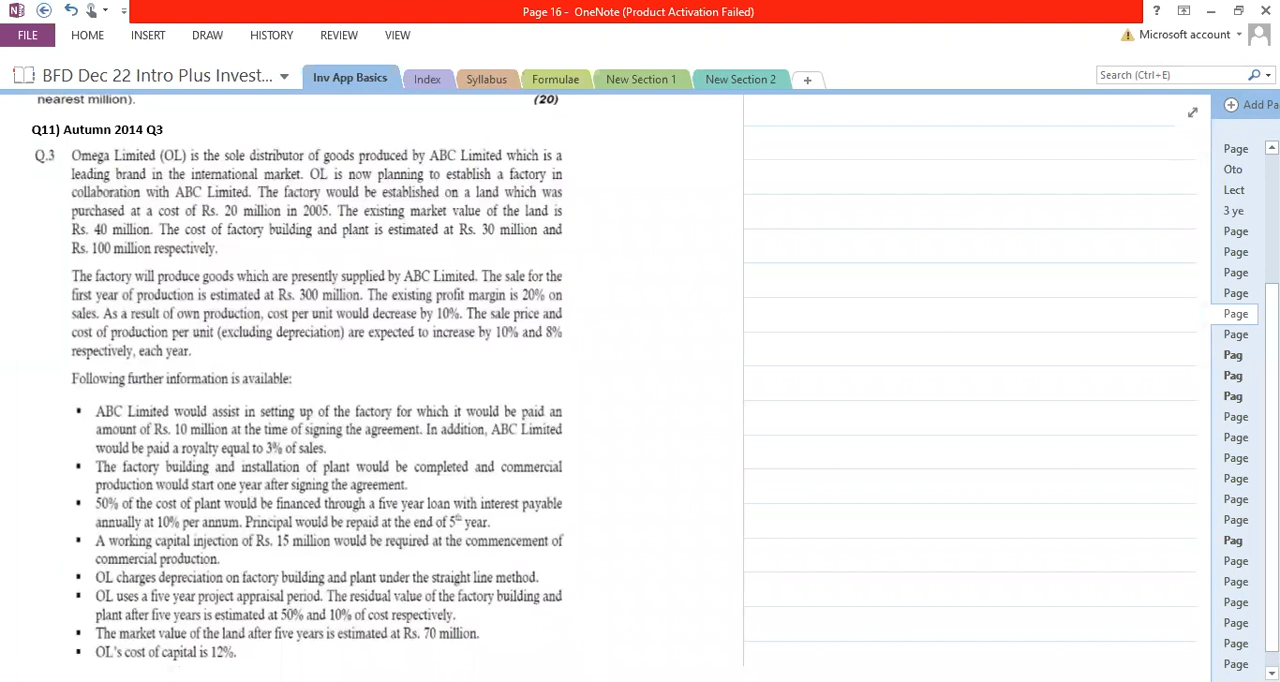 Page 16 - OneNote (Product Activation Failed)
FILE HOME INSERT DRAW HISTORY REVIEW VIEW Microsoft account
BFD Dec 22 Intro Plus Invest... Inv App Basics Index Syllabus Formulae New Section 1 New Section 2 + Search (Ctrl+E)
nearest million). (20)
Add Pa
Q11) Autumn 2014 Q3
Q.3 Omega Limited (OL) is the sole distributor of goods produced by ABC Limited which is a
leading brand in the international market. OL is now planning to establish a factory in
collaboration with ABC Limited. The factory would be established on a land which was
purchased at a cost of Rs. 20 million in 2005. The existing market value of the land is
Rs. 40 million. The cost of factory building and plant is estimated at Rs. 30 million and
Rs. 100 million respectively.
The factory will produce goods which are presently supplied by ABC Limited. The sale for the
first year of production is estimated at Rs. 300 million. The existing profit margin is 20% on
sales. As a result of own production, cost per unit would decrease by 10%. The sale price and
cost of production per unit (excluding depreciation) are expected to increase by 10% and 8%
respectively, each year.
Following further information is available:
▪ ABC Limited would assist in setting up of the factory for which it would be paid an
amount of Rs. 10 million at the time of signing the agreement. In addition, ABC Limited
would be paid a royalty equal to 3% of sales.
▪ The factory building and installation of plant would be completed and commercial
production would start one year after signing the agreement.
▪ 50% of the cost of plant would be financed through a five year loan with interest payable
annually at 10% per annum. Principal would be repaid at the end of 5th year.
▪ A working capital injection of Rs. 15 million would be required at the commencement of
commercial production.
▪ OL charges depreciation on factory building and plant under the straight line method.
▪ OL uses a five year project appraisal period. The residual value of the factory building and
plant after five years is estimated at 50% and 10% of cost respectively.
▪ The market value of the land after five years is estimated at Rs. 70 million.
▪ OL's cost of capital is 12%.
Page
Oto
Lect
3 ye
Page
Page
Page
Page
Page
Page
Pag
Pag
Pag
Page
Page
Page
Page
Page
Page
Pag
Page
Page
Page
Page
Page
Page